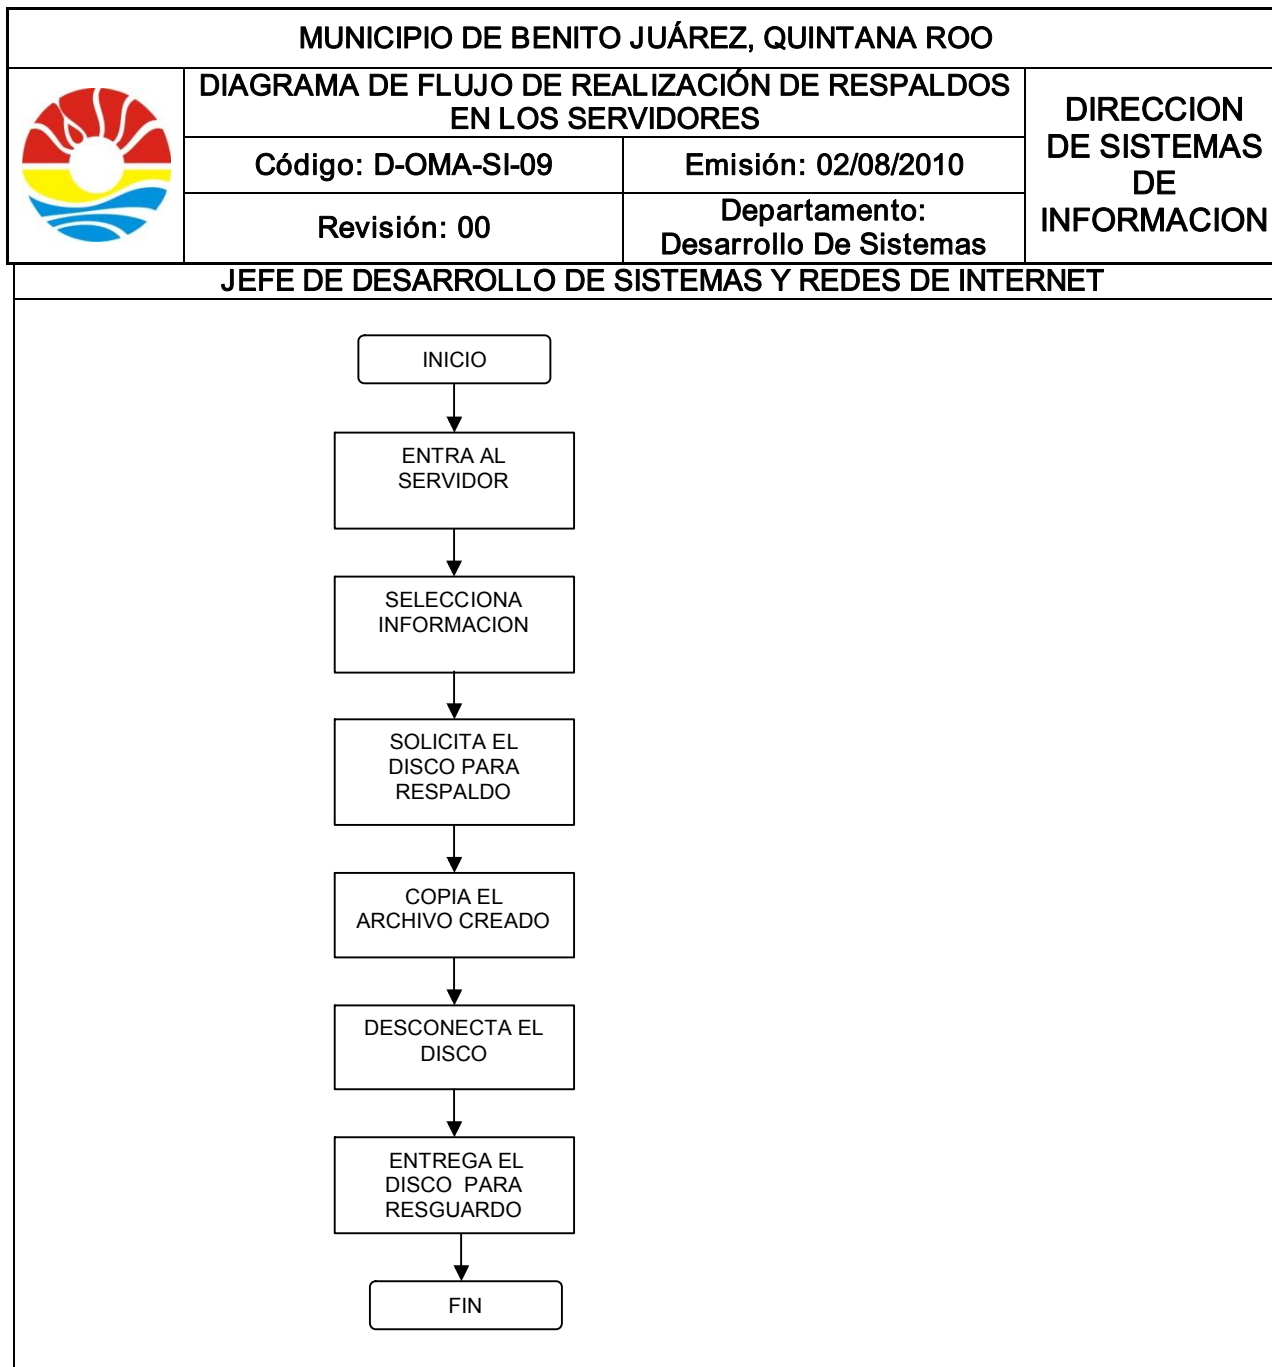 MUNICIPIO DE BENITO JUÁREZ, QUINTANA ROO
DIAGRAMA DE FLUJO DE REALIZACIÓN DE RESPALDOS
EN LOS SERVIDORES
Código: D-OMA-SI-09
Emisión: 02/08/2010
Revisión: 00
Departamento:
Desarrollo De Sistemas
DIRECCION
DE SISTEMAS
DE
INFORMACION
JEFE DE DESARROLLO DE SISTEMAS Y REDES DE INTERNET
INICIO
ENTRA AL
SERVIDOR
SELECCIONA
INFORMACION
SOLICITA EL
DISCO PARA
RESPALDO
COPIA EL
ARCHIVO CREADO
DESCONECTA EL
DISCO
ENTREGA EL
DISCO PARA
RESGUARDO
FIN